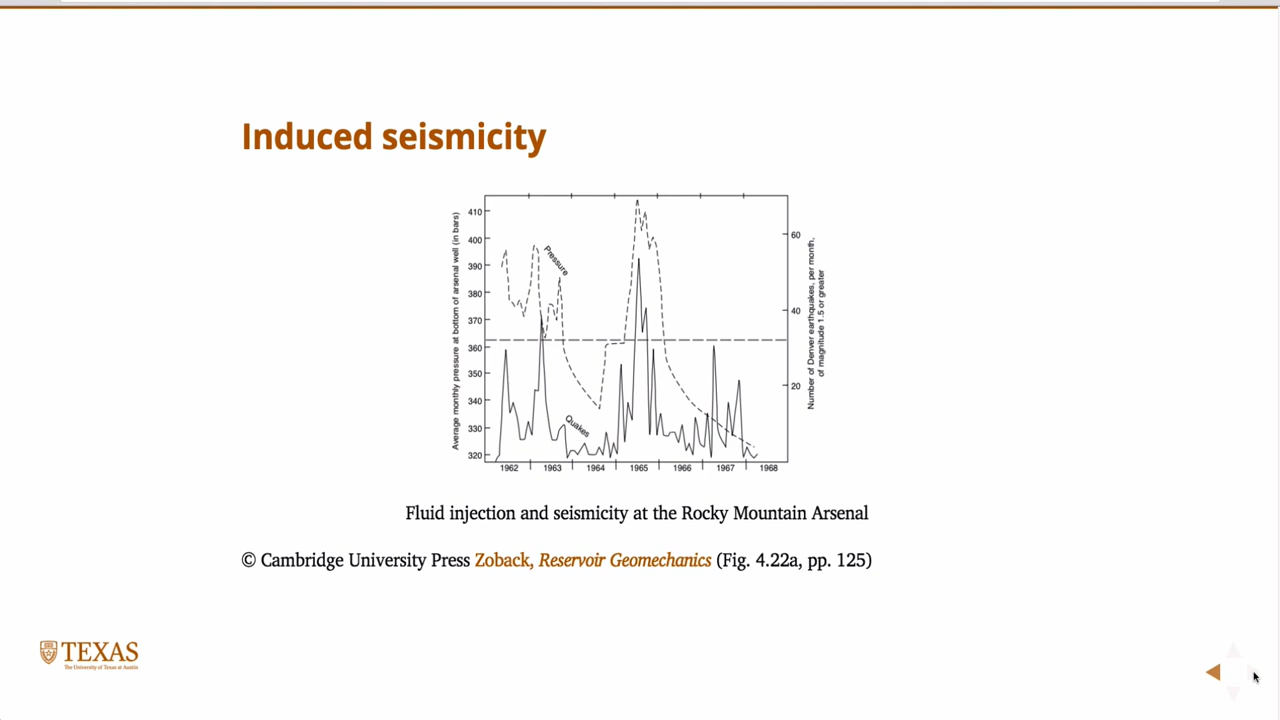 Induced seismicity
Average monthly pressure at bottom of arsenal well (in bars)
410
400
390
380
370
360
350
340
330
320
Pressure
Quakes
60
40
20
Number of Denver earthquakes, per month,
of magnitude 1.5 or greater
1962 1963 1964 1965 1966 1967 1968
Fluid injection and seismicity at the Rocky Mountain Arsenal
© Cambridge University Press Zoback, Reservoir Geomechanics (Fig. 4.22a, pp. 125)
TEXAS
The University of Texas at Austin